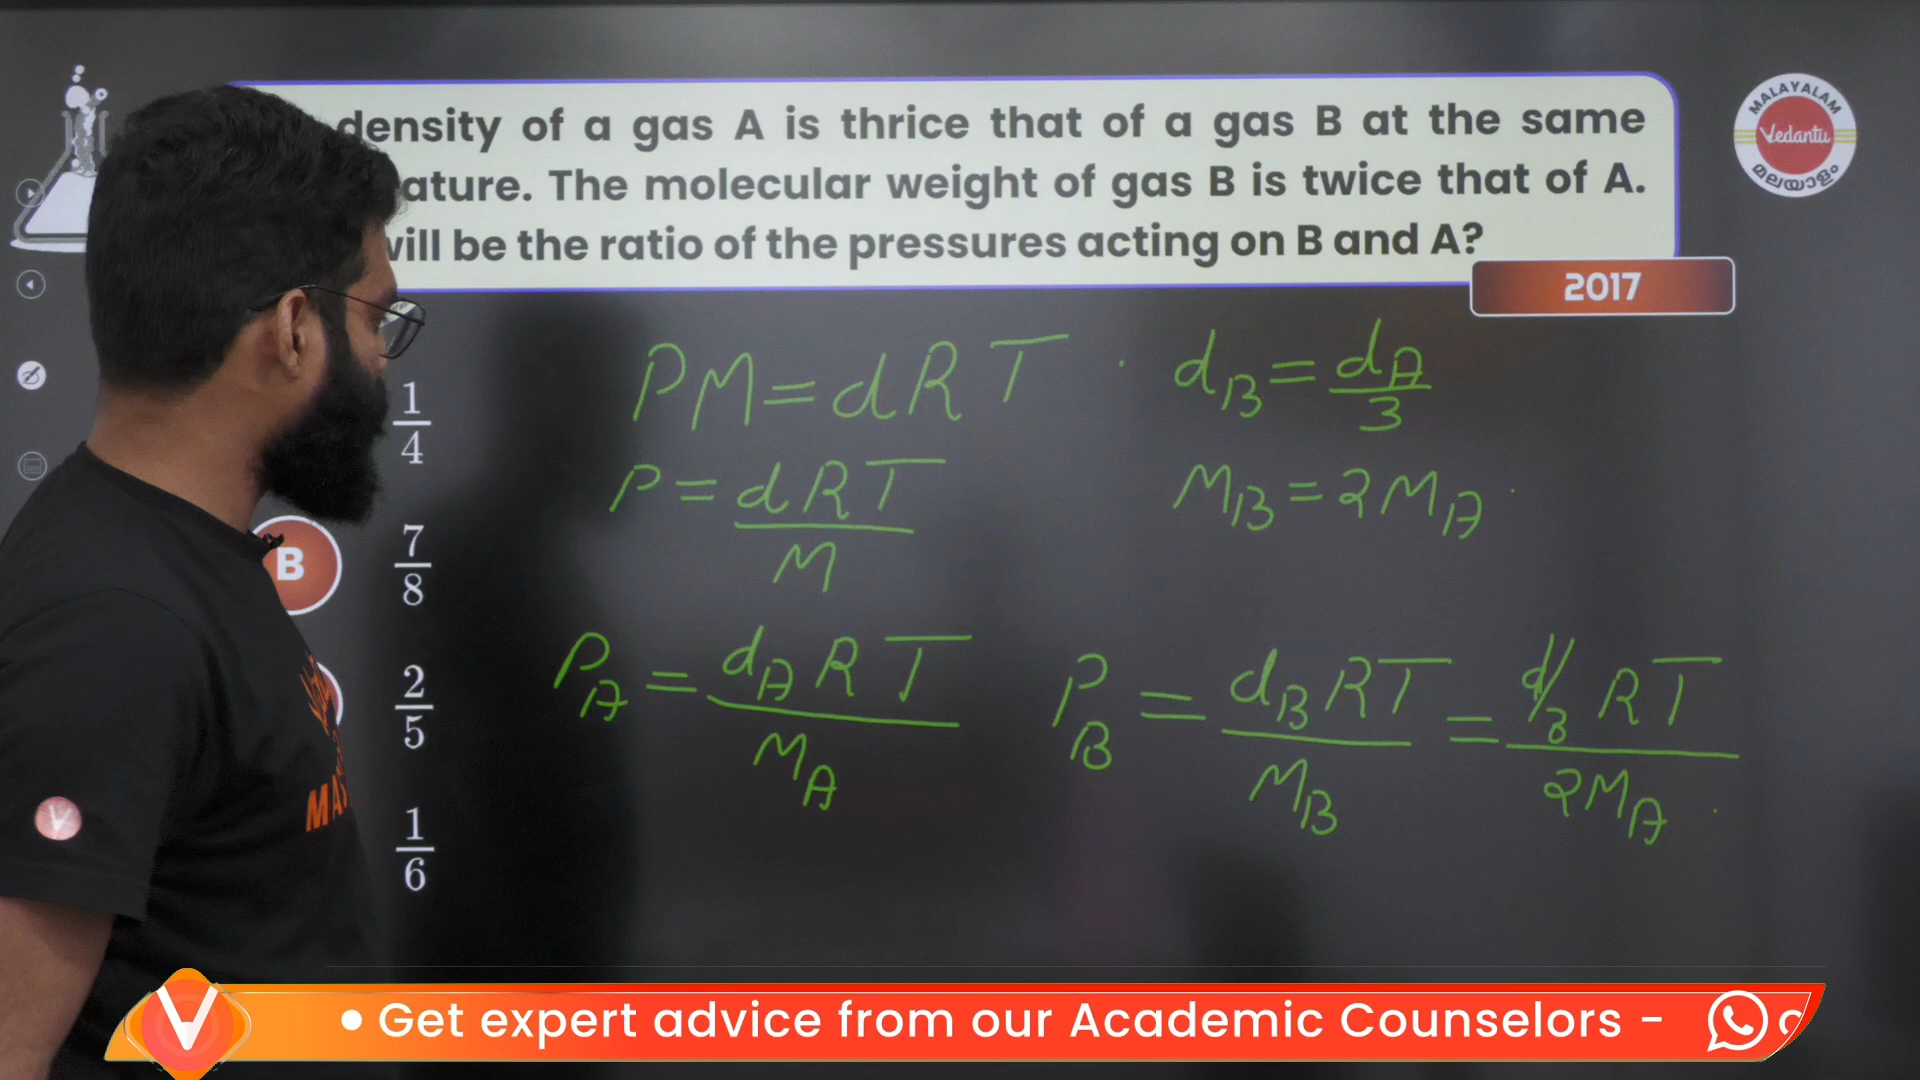 density of a gas A is thrice that of a gas B at the same
ature. The molecular weight of gas B is twice that of A.
will be the ratio of the pressures acting on B and A?
2017
MALAYALAM
Vedantu
മലയാളം
PM = dRT
d_B = d_A/3
P = dRT/M
M_B = 2M_A
P_A = d_A RT/M_A
P_B = d_B RT/M_B = d/3 RT/2M_A
1/4
B 7/8
2/5
1/6
V
MA
V
• Get expert advice from our Academic Counselors -